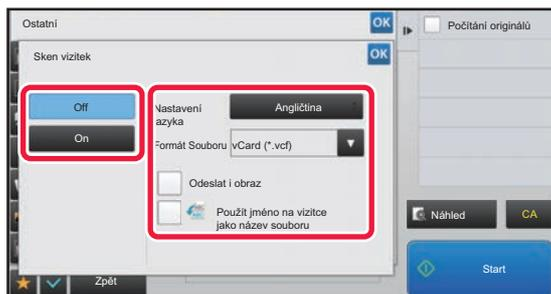 Ostatní
OK
Počítání originálů
Sken vizitek
OK
Off
On
Nastavení
azyka
Angličtina
Formát Souboru
vCard (*.vcf)
Odeslat i obraz
Použít jméno na vizitce
jako název souboru
Náhled
CA
Zpět
Start